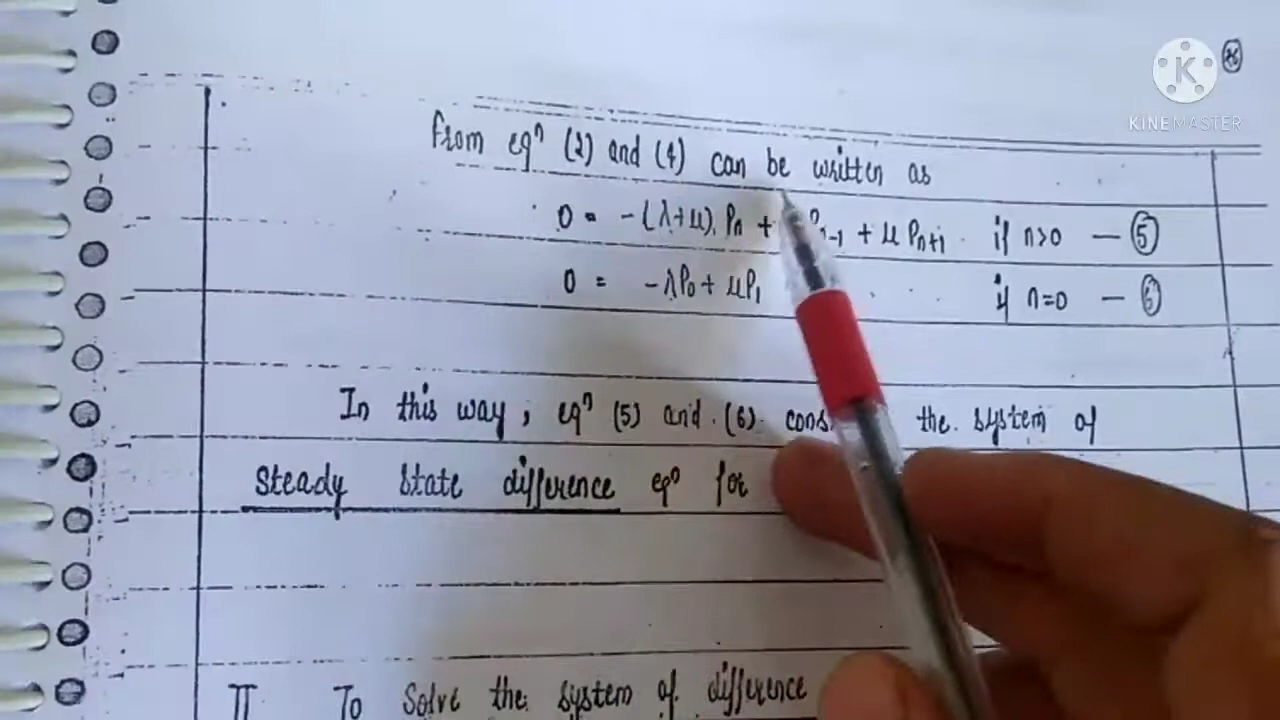 KINEMASTER
from eqⁿ (2) and (4) can be written as
0 = -(λ+μ) Pn + Pn-1 + μ Pn+1 if n>0 — ⑤
0 = -λP0 + μP1 if n=0 — ⑥
In this way, eqⁿ (5) and (6) the system of
steady state difference eqⁿ for
II To Solve the system of difference